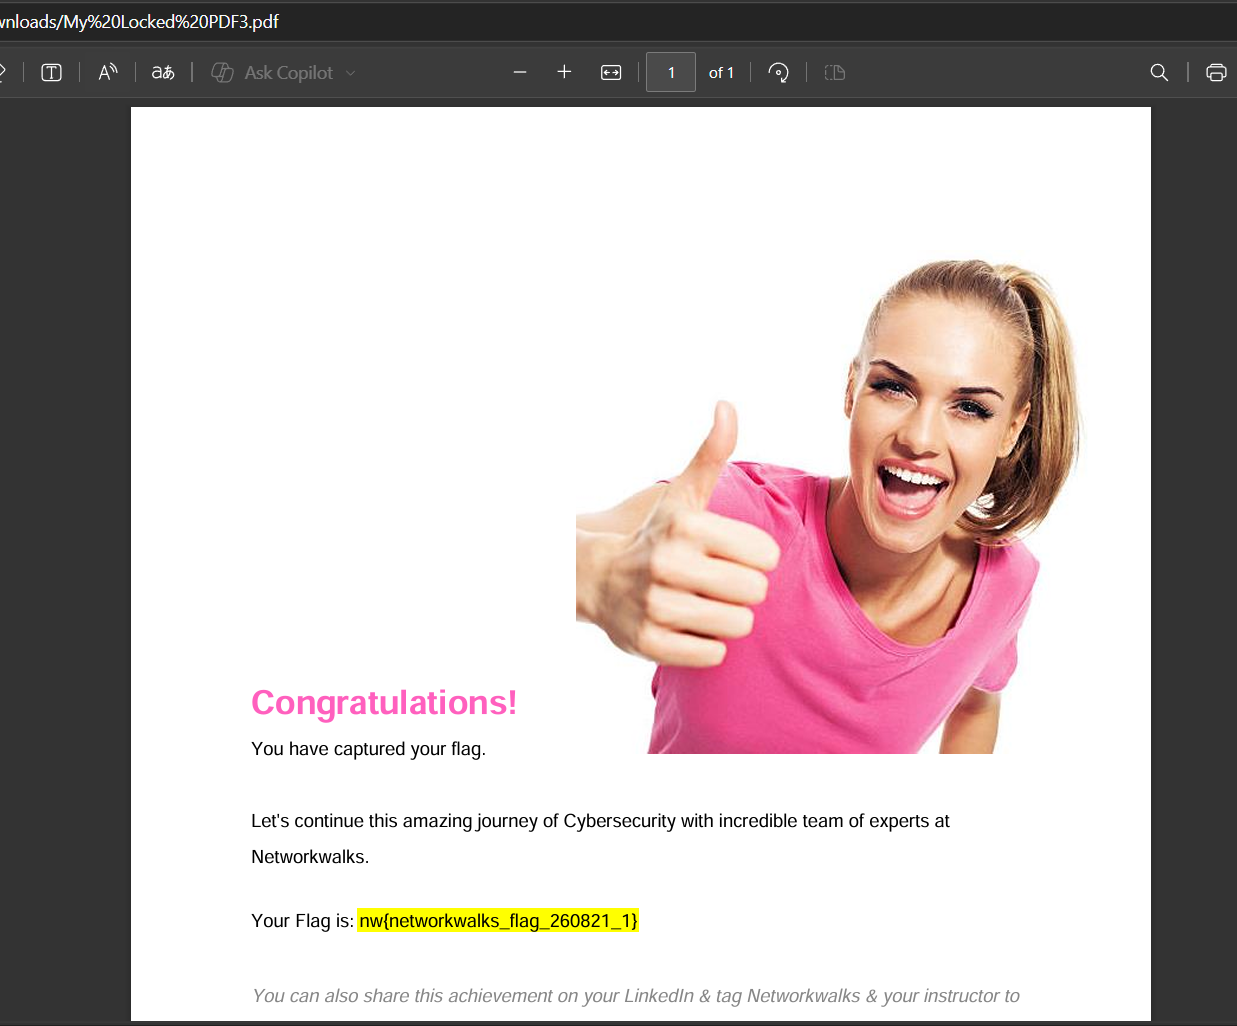 wnloads/My%20Locked%20PDF3.pdf
T A aあ Ask Copilot 1 of 1
Congratulations!
You have captured your flag.
Let's continue this amazing journey of Cybersecurity with incredible team of experts at
Networkwalks.
Your Flag is: nw{networkwalks_flag_260821_1}
You can also share this achievement on your LinkedIn & tag Networkwalks & your instructor to